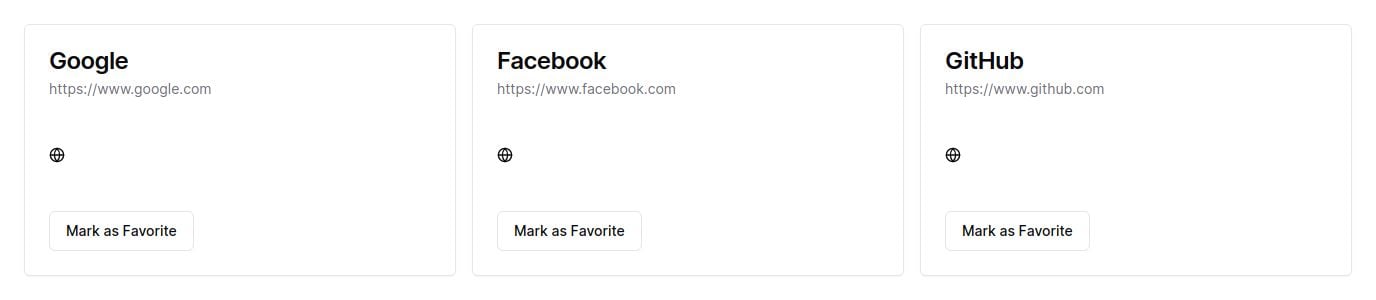 Google
https://www.google.com
Mark as Favorite
Facebook
https://www.facebook.com
Mark as Favorite
GitHub
https://www.github.com
Mark as Favorite